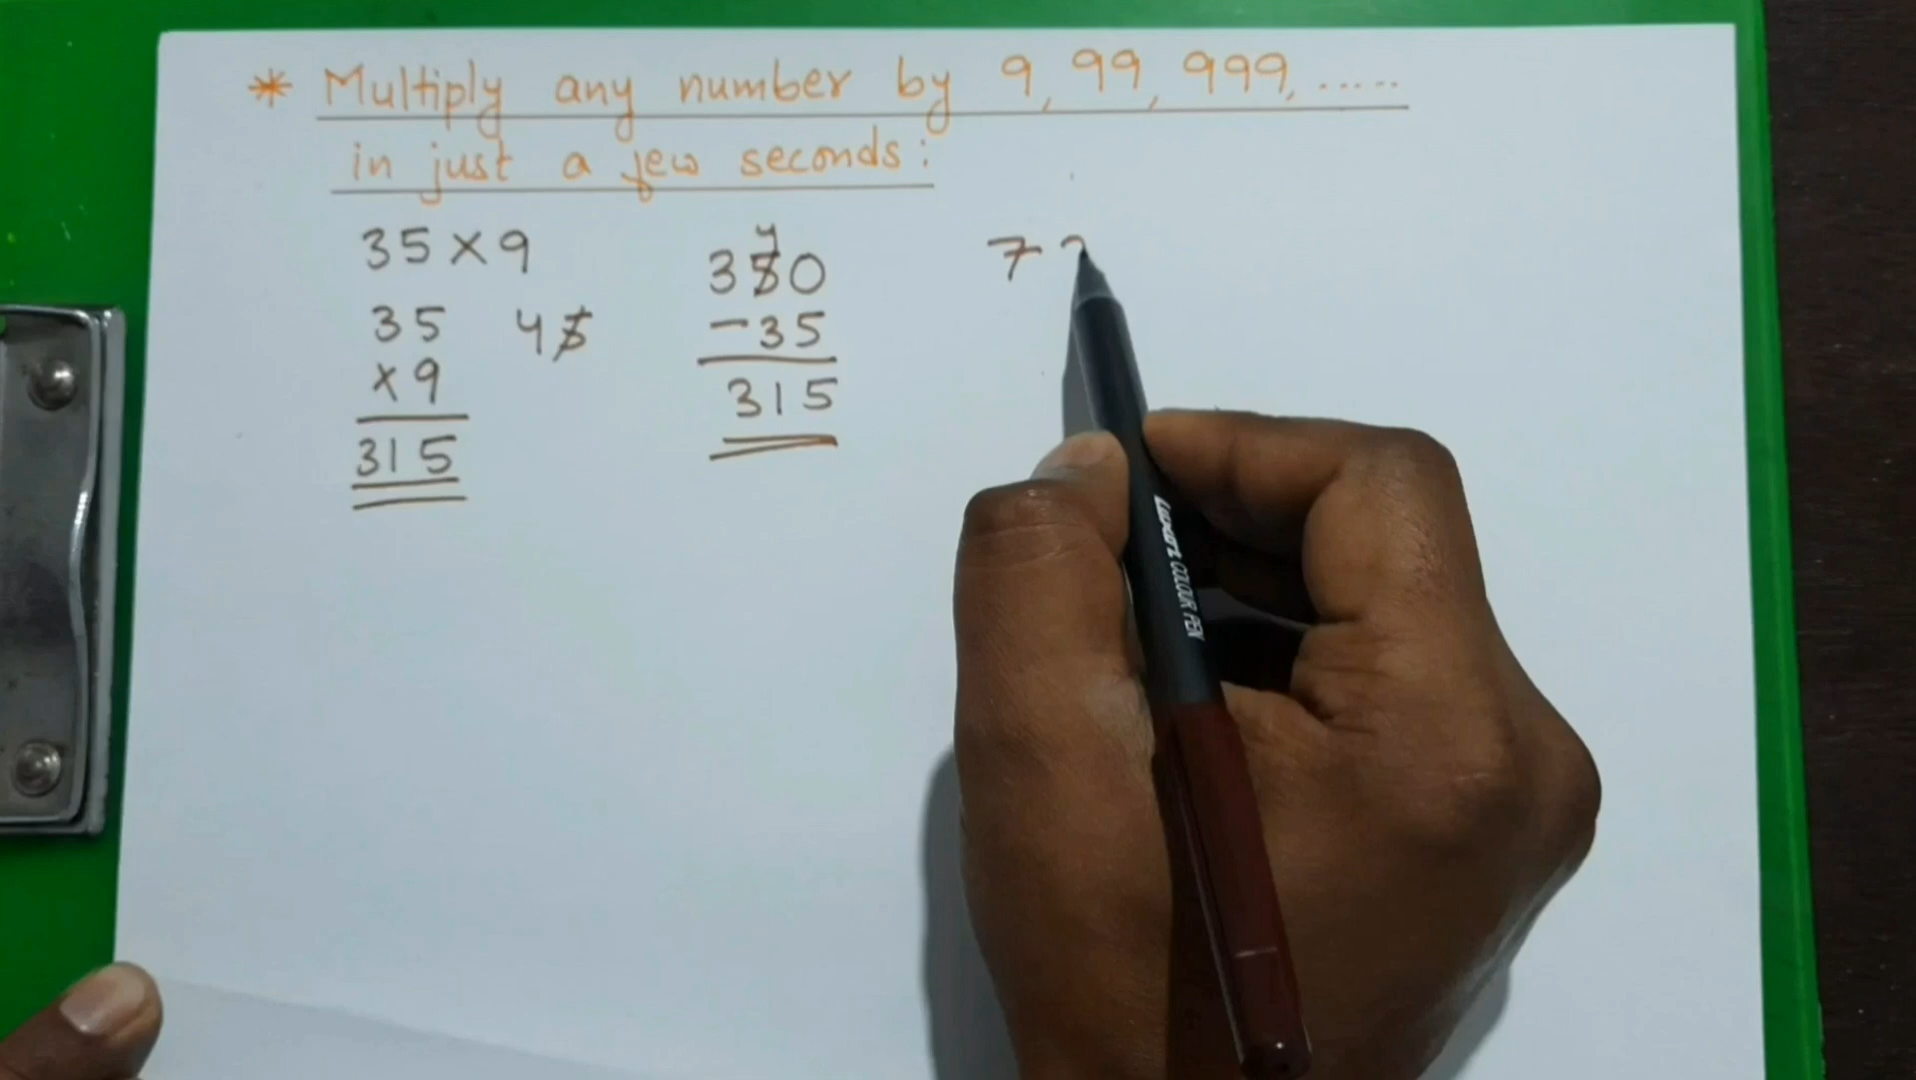 * Multiply any number by 9, 99, 999, .....
in just a few seconds:
35 × 9
35 45
× 9
315
4
350
- 35
315
7
Luxor COLOUR PEN